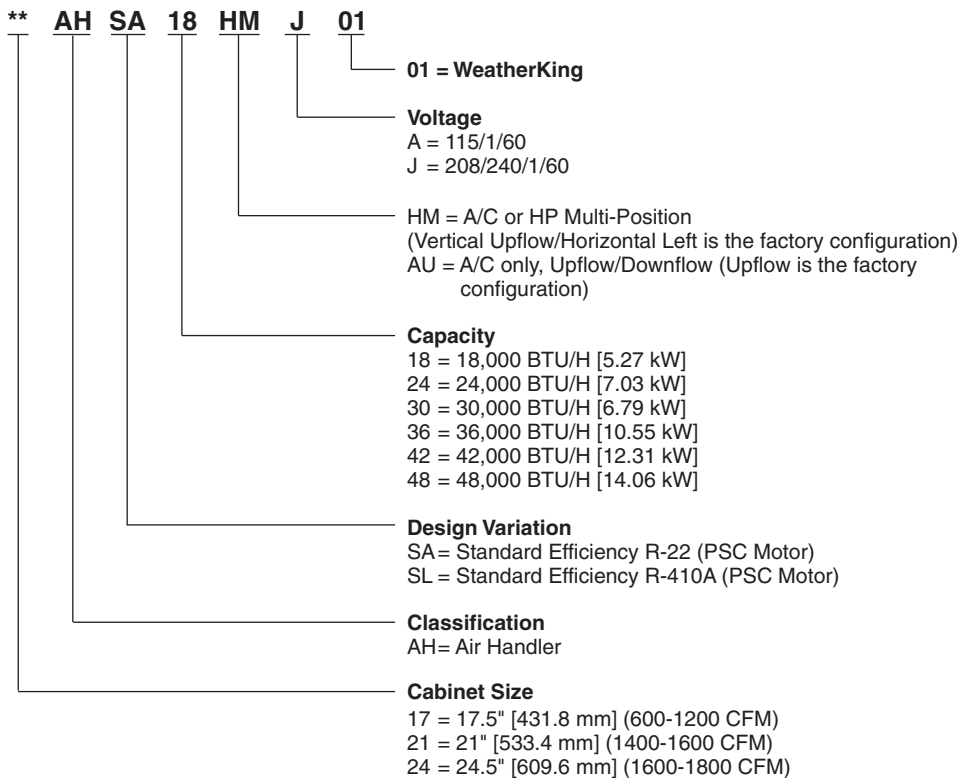 ** AH SA 18 HM J 01
01 = WeatherKing
Voltage
A = 115/1/60
J = 208/240/1/60
HM = A/C or HP Multi-Position
(Vertical Upflow/Horizontal Left is the factory configuration)
AU = A/C only, Upflow/Downflow (Upflow is the factory
configuration)
Capacity
18 = 18,000 BTU/H [5.27 kW]
24 = 24,000 BTU/H [7.03 kW]
30 = 30,000 BTU/H [6.79 kW]
36 = 36,000 BTU/H [10.55 kW]
42 = 42,000 BTU/H [12.31 kW]
48 = 48,000 BTU/H [14.06 kW]
Design Variation
SA= Standard Efficiency R-22 (PSC Motor)
SL = Standard Efficiency R-410A (PSC Motor)
Classification
AH= Air Handler
Cabinet Size
17 = 17.5" [431.8 mm] (600-1200 CFM)
21 = 21" [533.4 mm] (1400-1600 CFM)
24 = 24.5" [609.6 mm] (1600-1800 CFM)